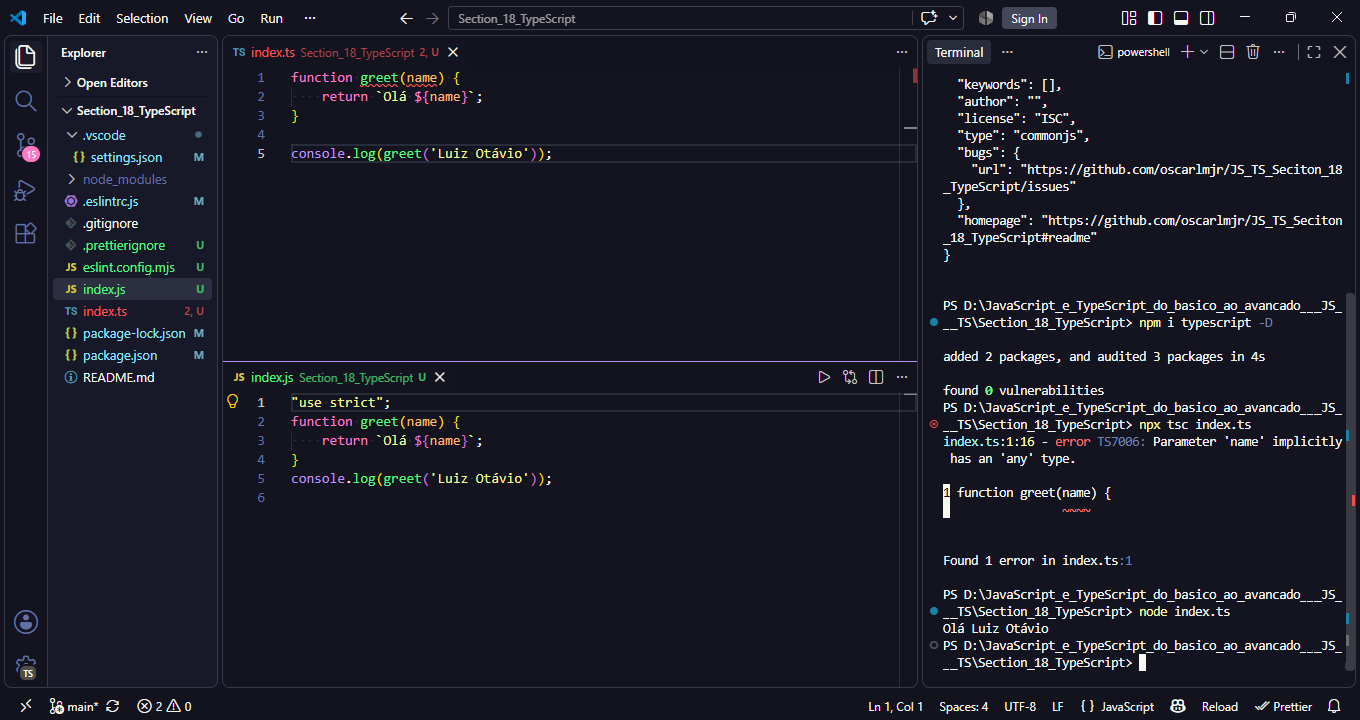 File Edit Selection View Go Run ··· Section_18_TypeScript Sign In
Explorer ···
Open Editors
Section_18_TypeScript
.vscode
{} settings.json M
node_modules
.eslintrc.js M
.gitignore
.prettierignore U
JS eslint.config.mjs U
JS index.js U
TS index.ts 2, U
{} package-lock.json M
{} package.json M
README.md
15
TS
TS index.ts Section_18_TypeScript 2, U
1 function greet(name) {
2 ····return·`Olá·${name}`;
3 }
4
5 console.log(greet('Luiz·Otávio'));
JS index.js Section_18_TypeScript U
1 "use·strict";
2 function greet(name) {
3 ····return·`Olá·${name}`;
4 }
5 console.log(greet('Luiz·Otávio'));
6
Terminal ··· powershell
"keywords": [],
"author": "",
"license": "ISC",
"type": "commonjs",
"bugs": {
"url": "https://github.com/oscarlmjr/JS_TS_Seciton_18
_TypeScript/issues"
},
"homepage": "https://github.com/oscarlmjr/JS_TS_Seciton
_18_TypeScript#readme"
}
PS D:\JavaScript_e_TypeScript_do_basico_ao_avancado___JS_
__TS\Section_18_TypeScript> npm i typescript -D
added 2 packages, and audited 3 packages in 4s
found 0 vulnerabilities
PS D:\JavaScript_e_TypeScript_do_basico_ao_avancado___JS_
__TS\Section_18_TypeScript> npx tsc index.ts
index.ts:1:16 - error TS7006: Parameter 'name' implicitly
has an 'any' type.
1 function greet(name) {
~~~~
Found 1 error in index.ts:1
PS D:\JavaScript_e_TypeScript_do_basico_ao_avancado___JS_
__TS\Section_18_TypeScript> node index.ts
Olá Luiz Otávio
PS D:\JavaScript_e_TypeScript_do_basico_ao_avancado___JS_
__TS\Section_18_TypeScript>
main* 2 0 Ln 1, Col 1 Spaces: 4 UTF-8 LF {} JavaScript Reload Prettier